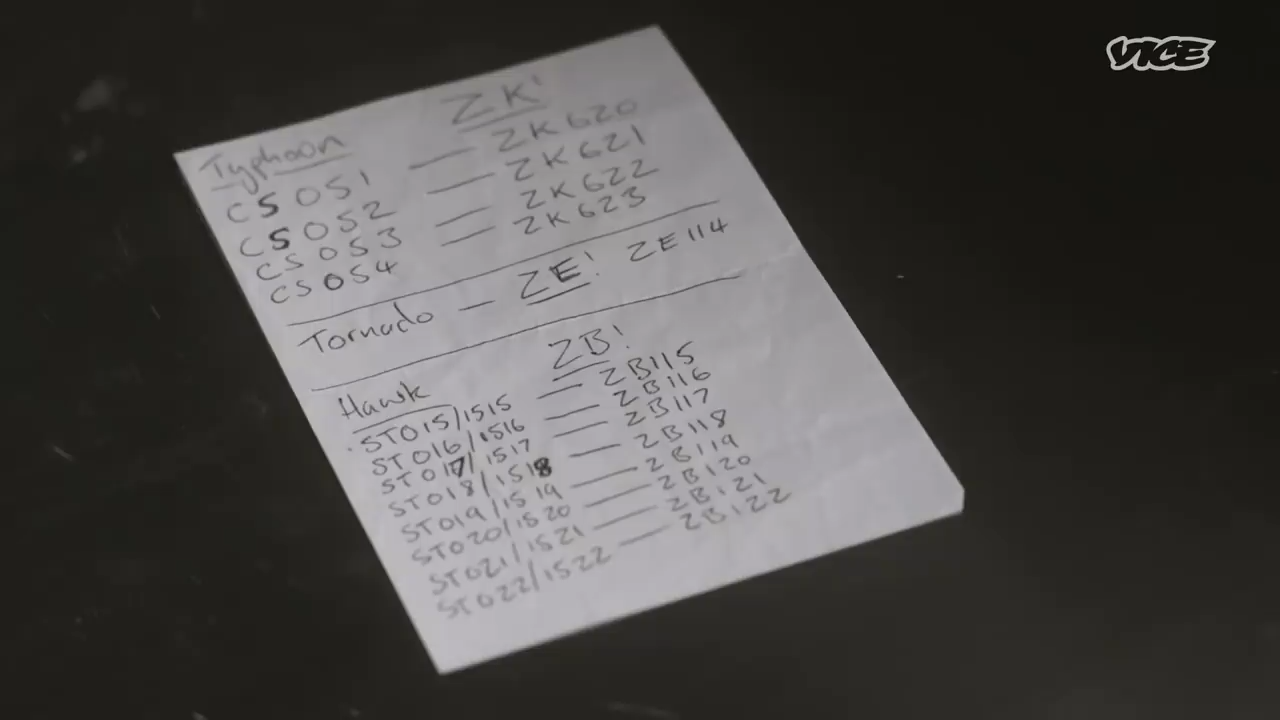 VICE
Typhoon ZK!
CS051 — ZK620
CS052 — ZK621
CS053 — ZK622
CS054 — ZK623
Tornado — ZE! ZE114
Hawk ZB!
ST015/1515 — ZB115
ST016/1516 — ZB116
ST017/1517 — ZB117
ST018/1518 — ZB118
ST019/1519 — ZB119
ST020/1520 — ZB120
ST021/1521 — ZB121
ST022/1522 — ZB122